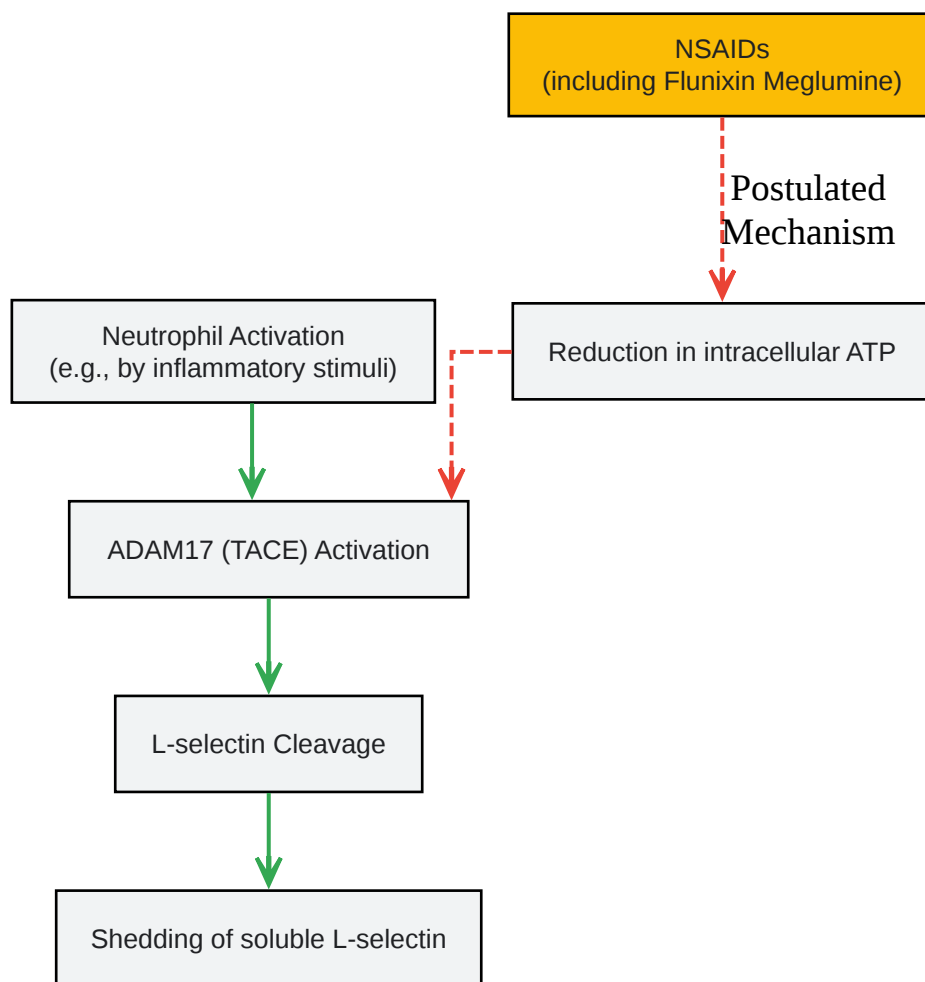 NSAIDs
(including Flunixin Meglumine)
Postulated
Mechanism
Neutrophil Activation
(e.g., by inflammatory stimuli)
Reduction in intracellular ATP
ADAM17 (TACE) Activation
L-selectin Cleavage
Shedding of soluble L-selectin